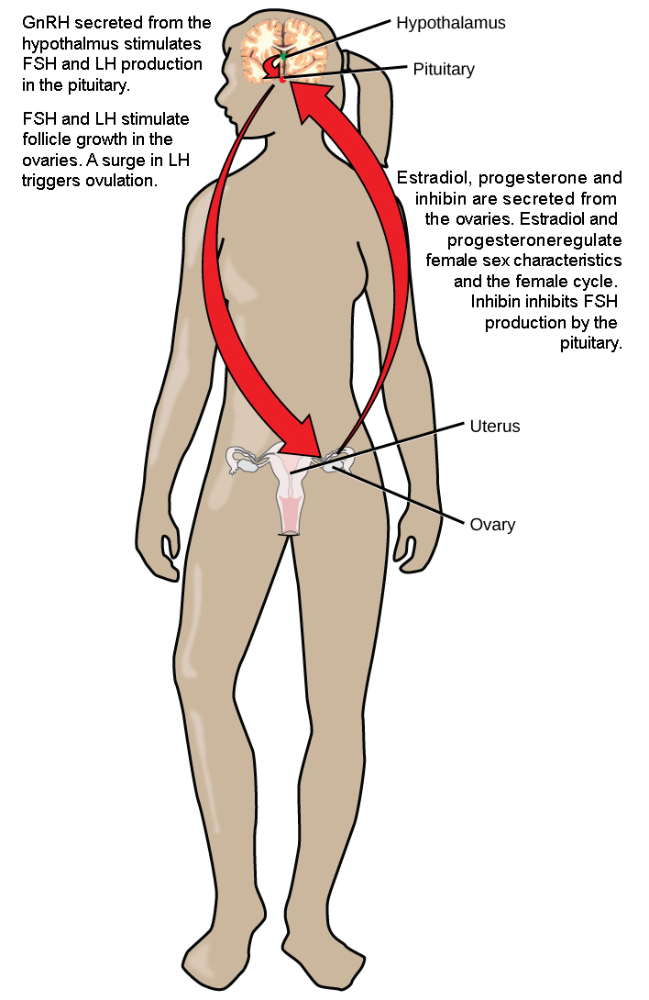 GnRH secreted from the
hypothalmus stimulates
FSH and LH production
in the pituitary.
FSH and LH stimulate
follicle growth in the
ovaries. A surge in LH
triggers ovulation.
Hypothalamus
Pituitary
Estradiol, progesterone and
inhibin are secreted from
the ovaries. Estradiol and
progesteroneregulate
female sex characteristics
and the female cycle.
Inhibin inhibits FSH
production by the
pituitary.
Uterus
Ovary